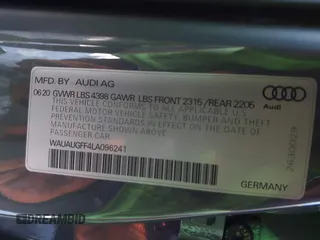 MFD. BY AUDI AG
06 20 GVWR LBS 4398 GAWR LBS FRONT 2315 / REAR 2205
THIS VEHICLE CONFORMS TO ALL APPLICABLE U.S.
FEDERAL MOTOR VEHICLE SAFETY, BUMPER AND THEFT
PREVENTION STANDARDS IN EFFECT ON THE DATE OF
MANUFACTURE SHOWN ABOVE.
PASSENGER CAR
Audi
WAUAUGFF4LA096241
GERMANY
DREAMBID